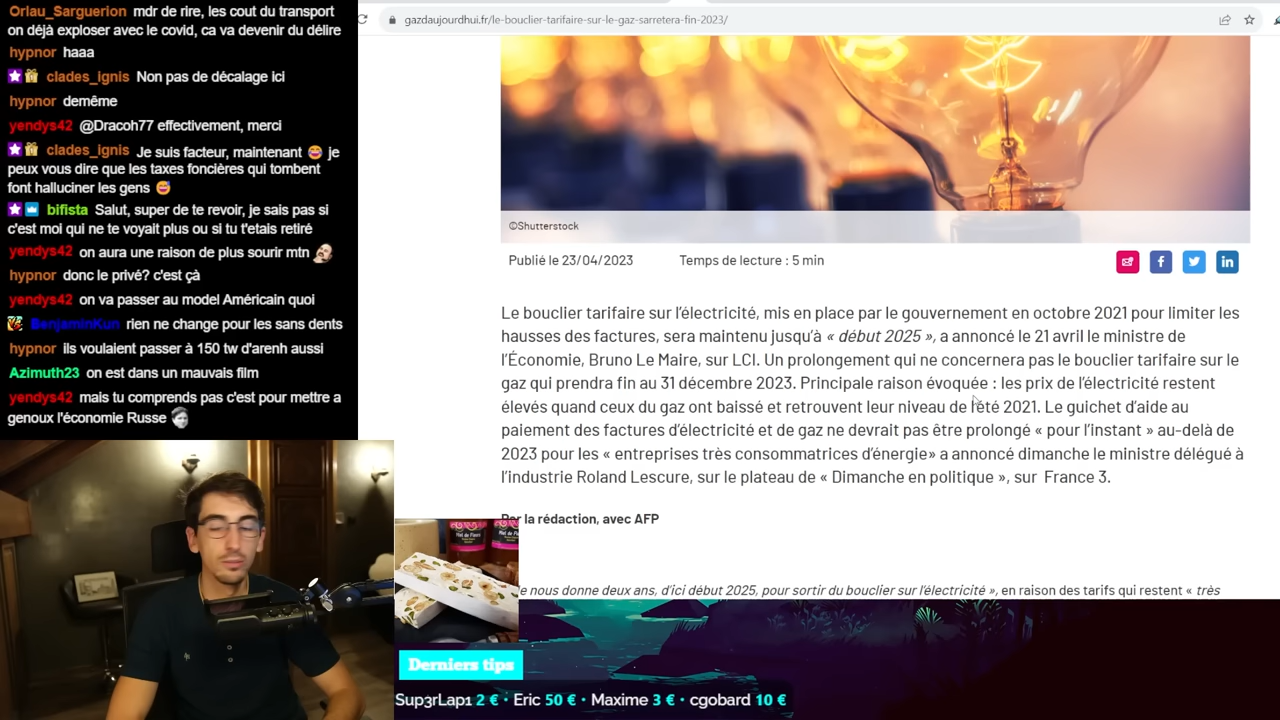 Orlau_Sarguerion mdr de rire, les cout du transport
on déjà exploser avec le covid, ca va devenir du délire
hypnor haaa
clades_ignis Non pas de décalage ici
hypnor demême
yendys42 @Dracoh77 effectivement, merci
clades_ignis Je suis facteur, maintenant 😅 je
peux vous dire que les taxes foncières qui tombent
font halluciner les gens 😅
bifista Salut, super de te revoir, je sais pas si
c'est moi qui ne te voyait plus ou si tu t'etais retiré
yendys42 on aura une raison de plus sourir mtn
hypnor donc le privé? c'est çà
yendys42 on va passer au model Américain quoi
BenjaminKun rien ne change pour les sans dents
hypnor ils voulaient passer à 150 tw d'arenh aussi
Azimuth23 on est dans un mauvais film
yendys42 mais tu comprends pas c'est pour mettre a
genoux l'économie Russe
gazdaujourdhui.fr/le-bouclier-tarifaire-sur-le-gaz-sarretera-fin-2023/
©Shutterstock
Publié le 23/04/2023 Temps de lecture : 5 min
Le bouclier tarifaire sur l'électricité, mis en place par le gouvernement en octobre 2021 pour limiter les
hausses des factures, sera maintenu jusqu'à « début 2025 », a annoncé le 21 avril le ministre de
l'Économie, Bruno Le Maire, sur LCI. Un prolongement qui ne concernera pas le bouclier tarifaire sur le
gaz qui prendra fin au 31 décembre 2023. Principale raison évoquée : les prix de l'électricité restent
élevés quand ceux du gaz ont baissé et retrouvent leur niveau de l'été 2021. Le guichet d'aide au
paiement des factures d'électricité et de gaz ne devrait pas être prolongé « pour l'instant » au-delà de
2023 pour les « entreprises très consommatrices d'énergie» a annoncé dimanche le ministre délégué à
l'industrie Roland Lescure, sur le plateau de « Dimanche en politique », sur France 3.
Par la rédaction, avec AFP
nous donne deux ans, d'ici début 2025, pour sortir du bouclier sur l'électricité », en raison des tarifs qui restent « très
Derniers tips
Sup3rLap1 2 € • Eric 50 € • Maxime 3 € • cgobard 10 €